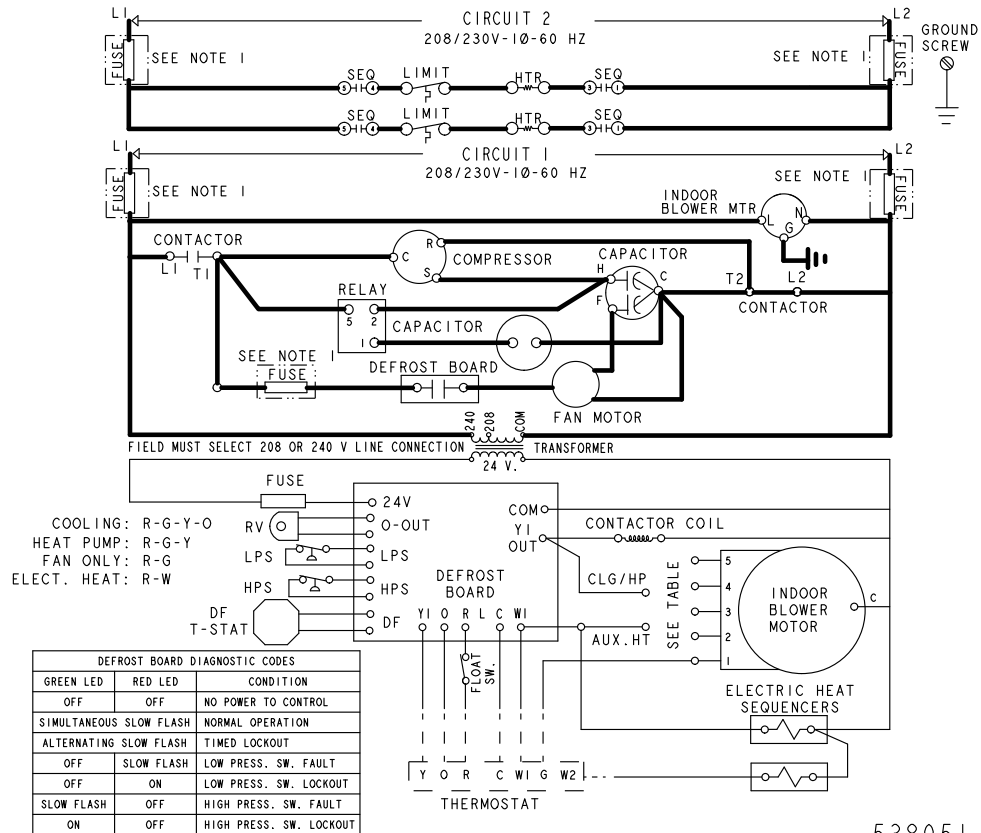 L1
CIRCUIT 2
L2
208/230V-1Ø-60 HZ
GROUND
SCREW
FUSE
SEE NOTE 1
SEE NOTE 1
FUSE
SEQ LIMIT HTR SEQ
5 4 3 1
SEQ LIMIT HTR SEQ
5 4 3 1
L1
CIRCUIT 1
L2
208/230V-1Ø-60 HZ
FUSE
SEE NOTE 1
SEE NOTE 1
FUSE
INDOOR
BLOWER MTR
L N
G
CONTACTOR
L1 T1
R
C
S
COMPRESSOR
CAPACITOR
H C
F
T2 L2
CONTACTOR
RELAY
5 2
1
CAPACITOR
SEE NOTE 1
FUSE
DEFROST BOARD
FAN MOTOR
240
208
COM
FIELD MUST SELECT 208 OR 240 V LINE CONNECTION
TRANSFORMER
24 V.
FUSE
COOLING: R-G-Y-O
HEAT PUMP: R-G-Y
FAN ONLY: R-G
ELECT. HEAT: R-W
RV
LPS
HPS
DF
T-STAT
24V
O-OUT
LPS
HPS
DF
DEFROST
BOARD
Y1 O R L C W1
COM
Y1
OUT
CONTACTOR COIL
CLG/HP
AUX.HT
SEE TABLE
5
4
3
2
1
INDOOR
BLOWER
MOTOR
C
FLOAT
SW.
ELECTRIC HEAT
SEQUENCERS
Y O R C W1 G W2
THERMOSTAT
DEFROST BOARD DIAGNOSTIC CODES
GREEN LED RED LED CONDITION
OFF OFF NO POWER TO CONTROL
SIMULTANEOUS SLOW FLASH NORMAL OPERATION
ALTERNATING SLOW FLASH TIMED LOCKOUT
OFF SLOW FLASH LOW PRESS. SW. FAULT
OFF ON LOW PRESS. SW. LOCKOUT
SLOW FLASH OFF HIGH PRESS. SW. FAULT
ON OFF HIGH PRESS. SW. LOCKOUT